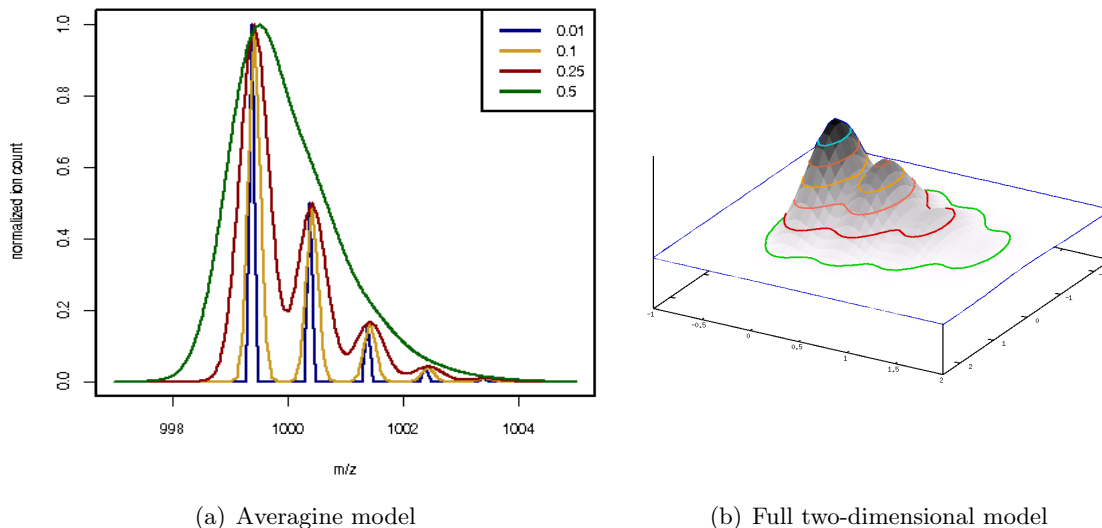 0.01
0.1
0.25
0.5
normalized ion count
1.0
0.8
0.6
0.4
0.2
0.0
998 1000 1002 1004
m/z
-1 -0.5 0 0.5 1 1.5 2
2
1
0
-1
(a) Averagine model
(b) Full two-dimensional model